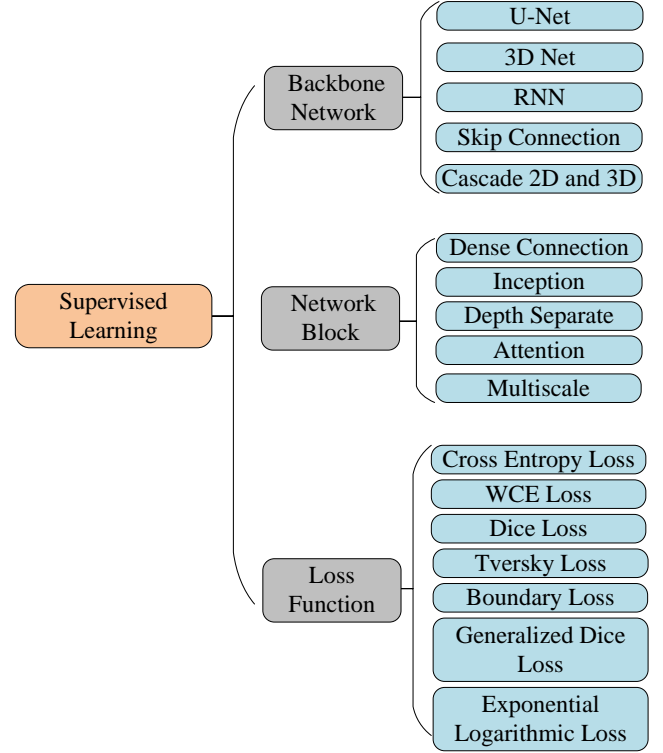 Supervised
Learning
Backbone
Network
U-Net
3D Net
RNN
Skip Connection
Cascade 2D and 3D
Network
Block
Dense Connection
Inception
Depth Separate
Attention
Multiscale
Loss
Function
Cross Entropy Loss
WCE Loss
Dice Loss
Tversky Loss
Boundary Loss
Generalized Dice
Loss
Exponential
Logarithmic Loss